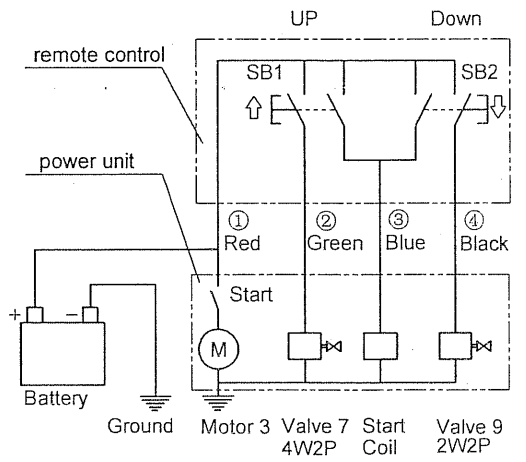 UP Down
remote control
SB1 SB2
power unit
① ② ③ ④
Red Green Blue Black
Start
+ −
M
Battery
Ground Motor 3 Valve 7 Start Valve 9
4W2P Coil 2W2P